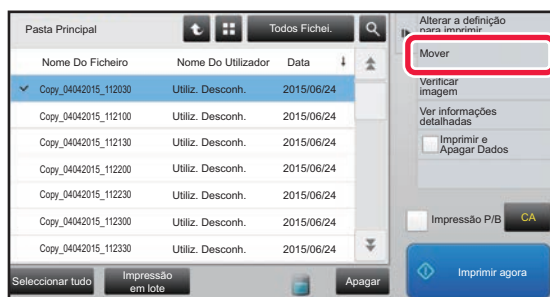 Pasta Principal
Todos Fichei.
Nome Do Ficheiro Nome Do Utilizador Data
Copy_04042015_112030 Utiliz. Desconh. 2015/06/24
Copy_04042015_112100 Utiliz. Desconh. 2015/06/24
Copy_04042015_112130 Utiliz. Desconh. 2015/06/24
Copy_04042015_112200 Utiliz. Desconh. 2015/06/24
Copy_04042015_112230 Utiliz. Desconh. 2015/06/24
Copy_04042015_112300 Utiliz. Desconh. 2015/06/24
Copy_04042015_112330 Utiliz. Desconh. 2015/06/24
Seleccionar tudo
Impressão
em lote
Apagar
Alterar a definição
para imprimir
Mover
Verificar
imagem
Ver informações
detalhadas
Imprimir e
Apagar Dados
Impressão P/B
CA
Imprimir agora